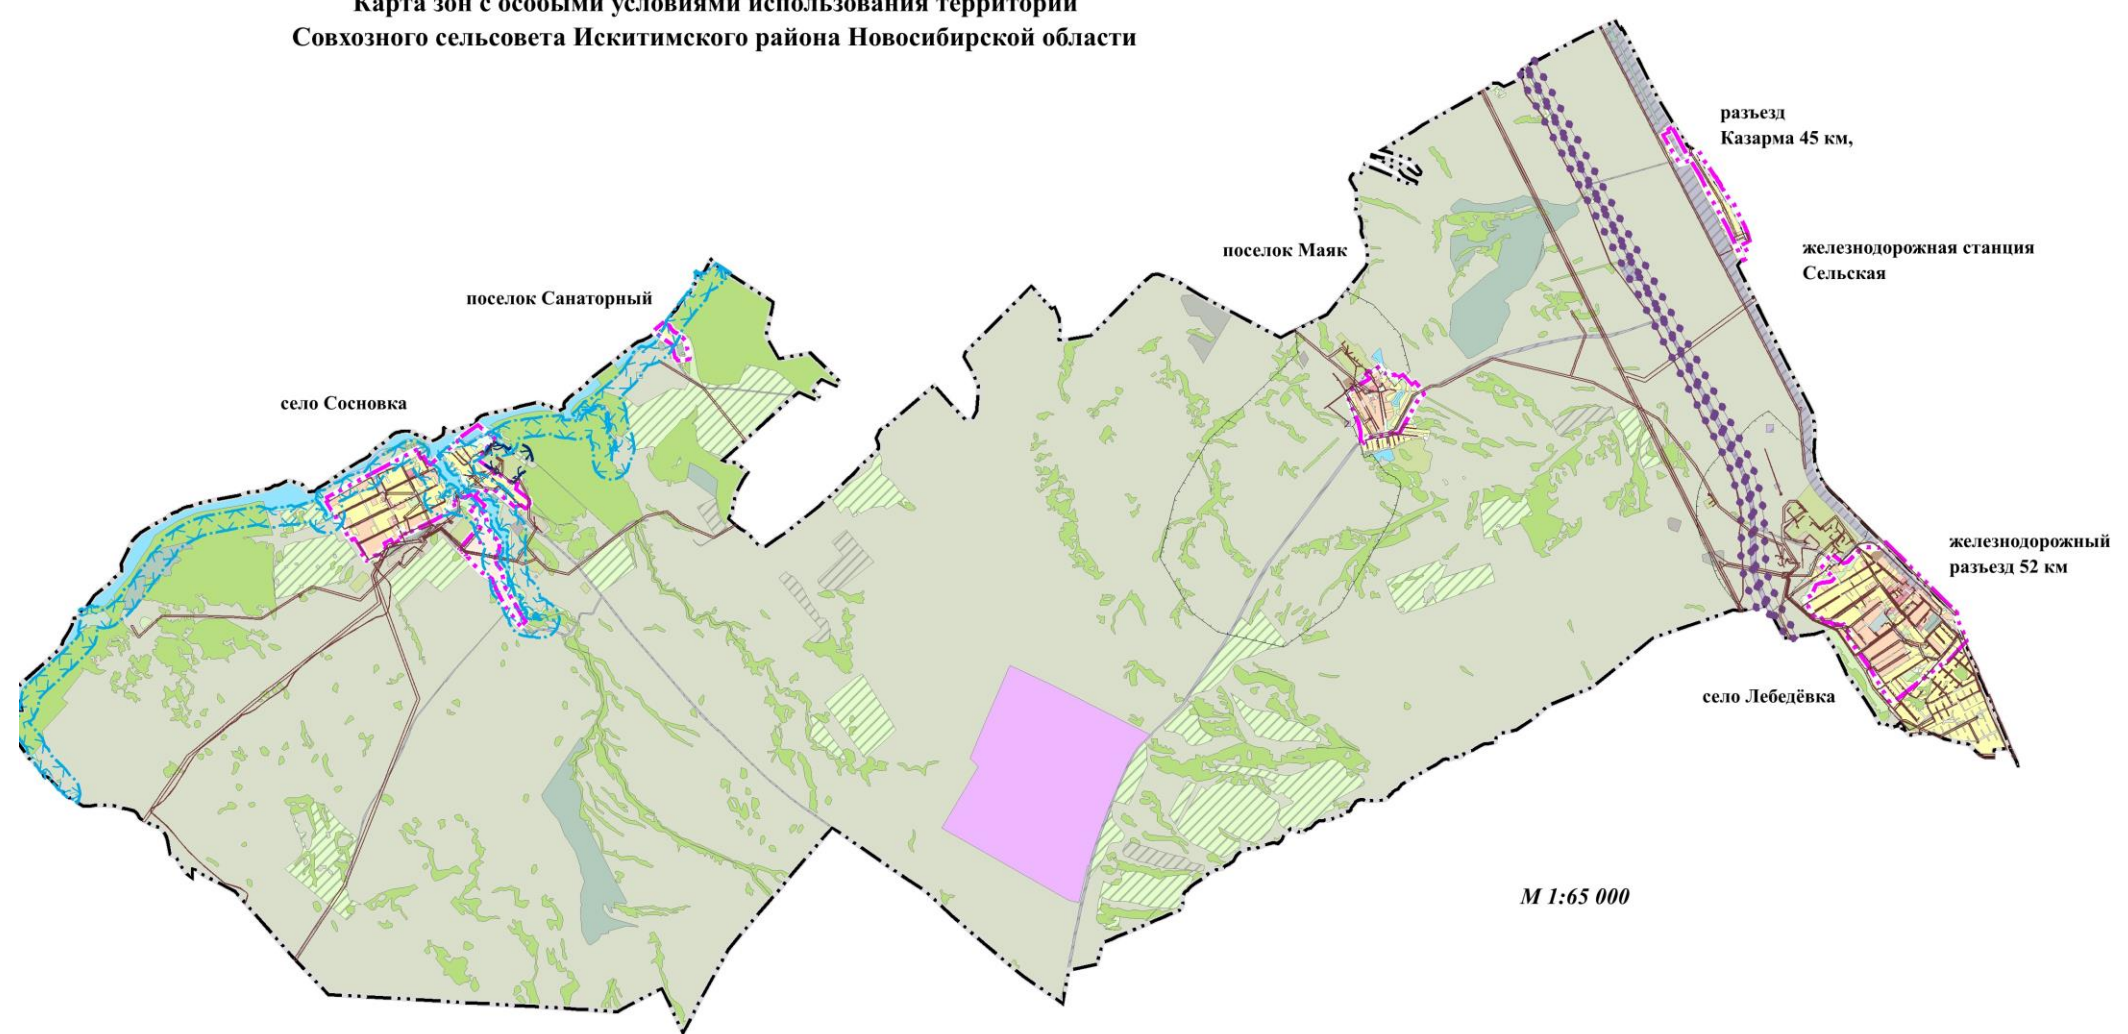 Карта зон с особыми условиями использования территории
Совхозного сельсовета Искитимского района Новосибирской области
разъезд
Казарма 45 км,
железнодорожная станция
Сельская
поселок Маяк
поселок Санаторный
село Сосновка
железнодорожный
разъезд 52 км
село Лебедёвка
М 1:65 000